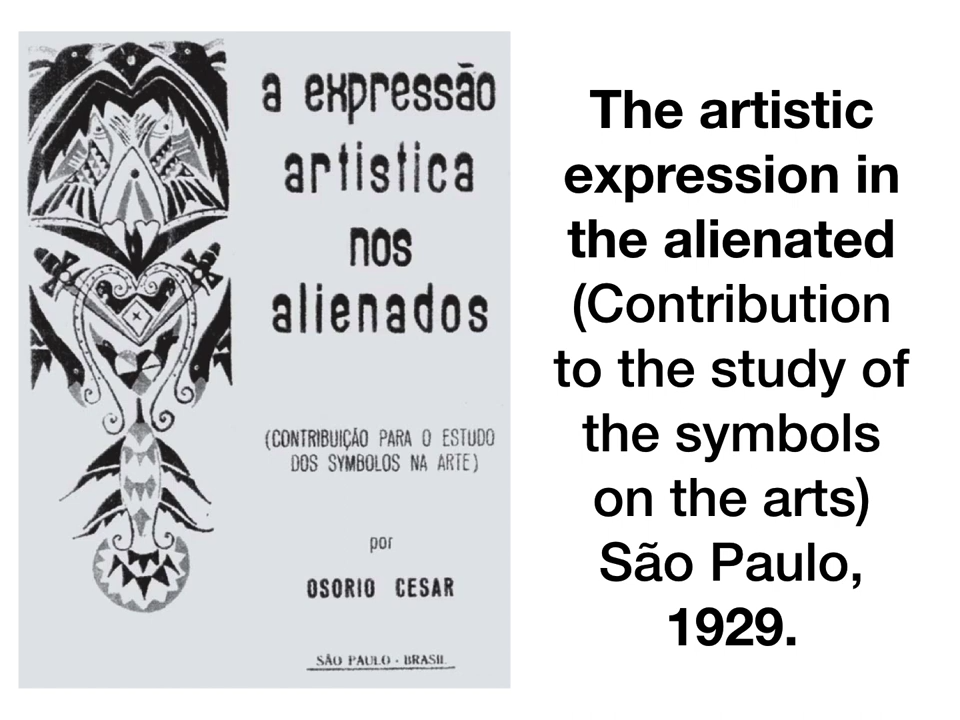 a expressão
artistica
nos
alienados
(CONTRIBUIÇÃO PARA O ESTUDO
DOS SYMBOLOS NA ARTE)
por
OSORIO CESAR
SÃO PAULO - BRASIL
The artistic
expression in
the alienated
(Contribution
to the study of
the symbols
on the arts)
São Paulo,
1929.